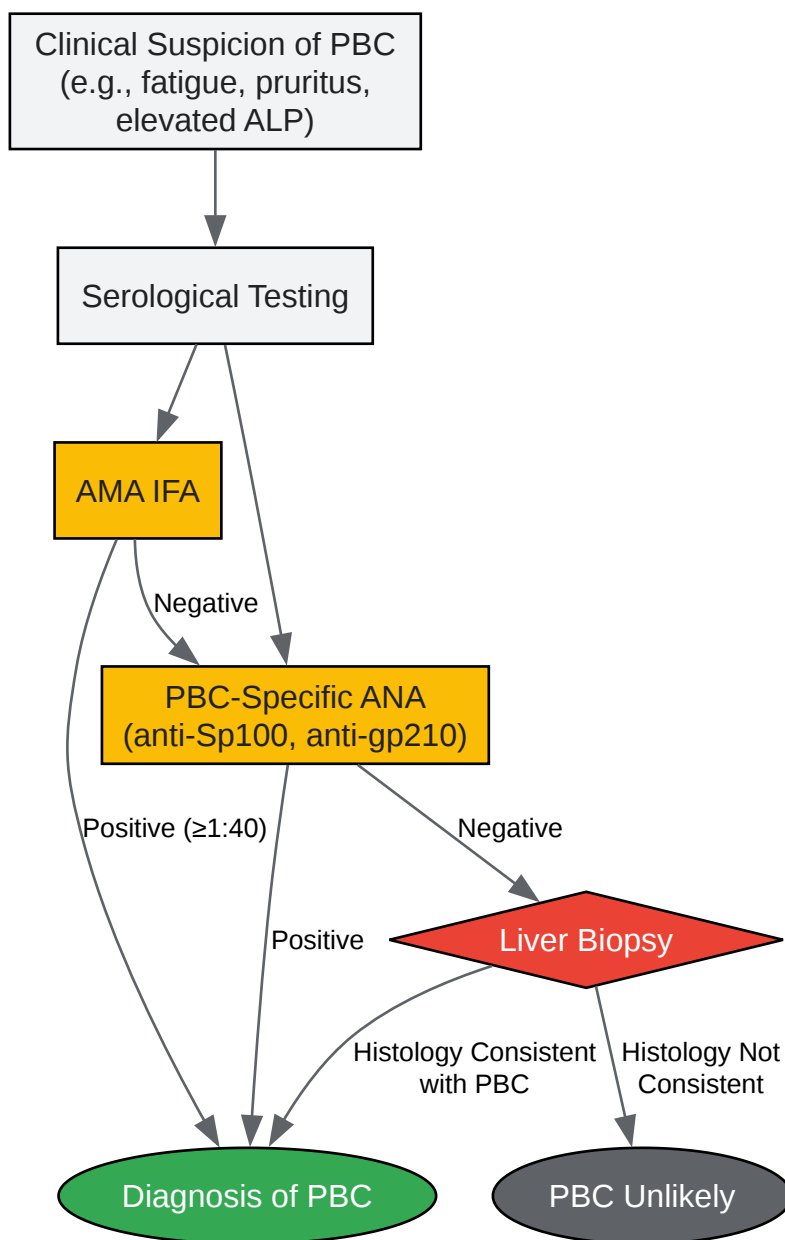 Clinical Suspicion of PBC
(e.g., fatigue, pruritus,
elevated ALP)
Serological Testing
AMA IFA
Negative
PBC-Specific ANA
(anti-Sp100, anti-gp210)
Positive (≥1:40)
Negative
Positive
Liver Biopsy
Histology Consistent
with PBC
Histology Not
Consistent
Diagnosis of PBC
PBC Unlikely